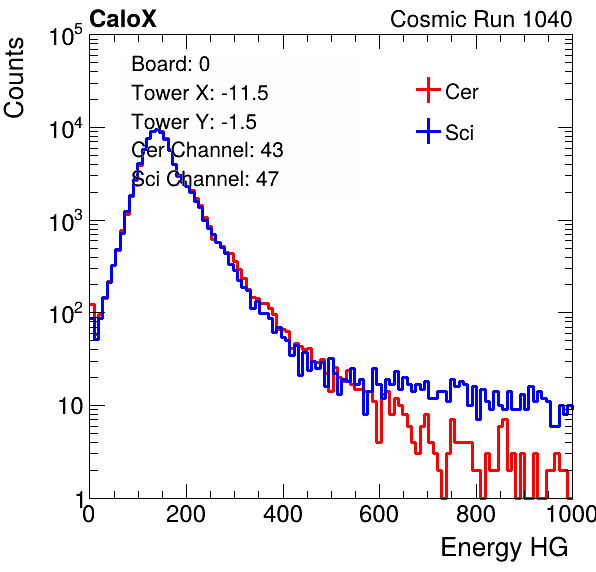 CaloX Cosmic Run 1040
Counts
Board: 0
Tower X: -11.5
Tower Y: -1.5
Cer Channel: 43
Sci Channel: 47
Cer
Sci
10^5
10^4
10^3
10^2
10
1
0 200 400 600 800 1000
Energy HG